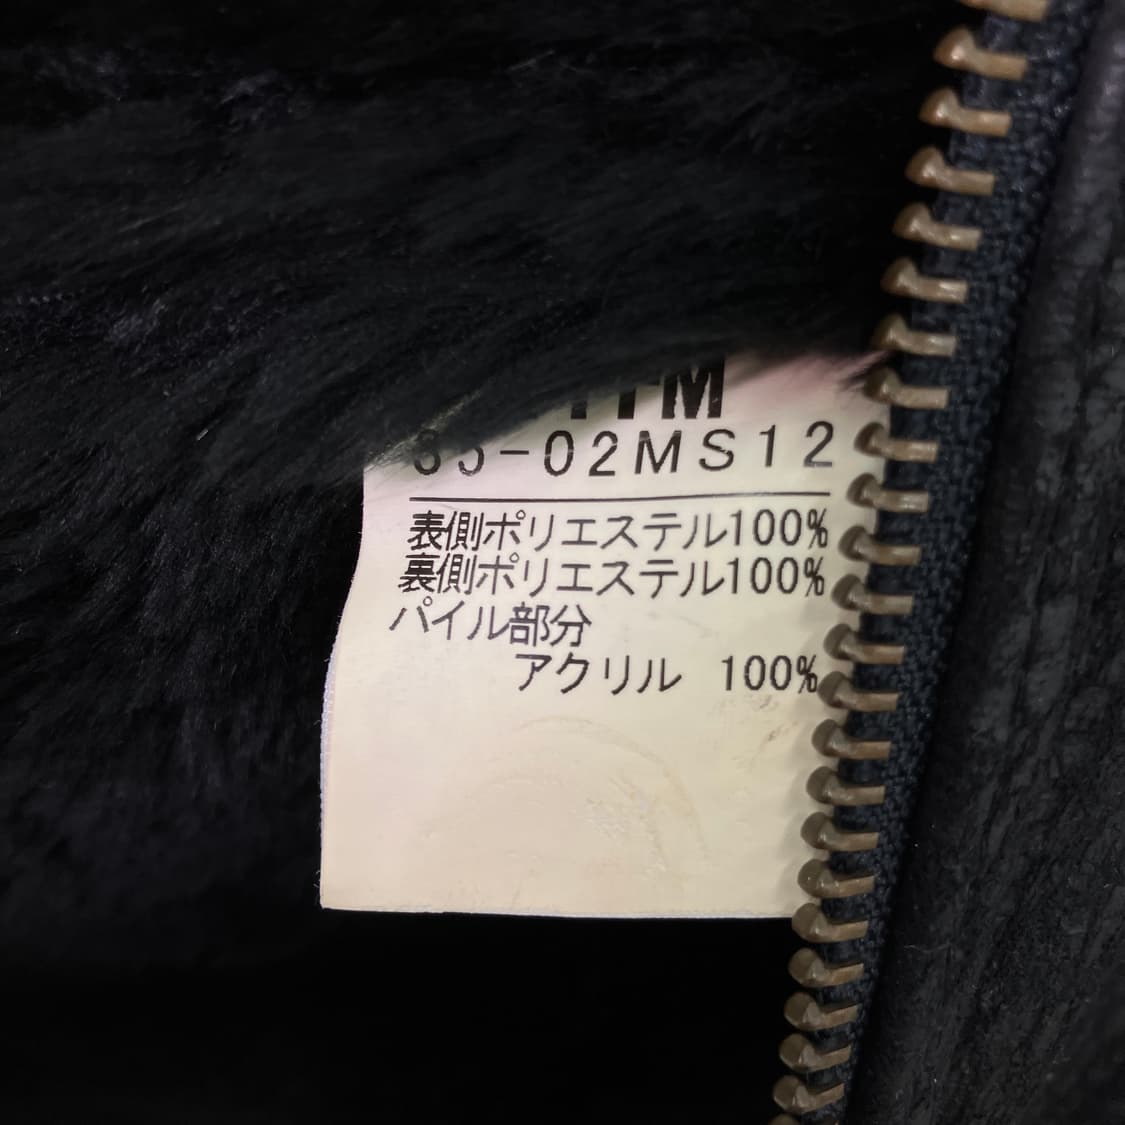 -02MS12
表側ポリエステル100%
裏側ポリエステル100%
パイル部分
アクリル 100%